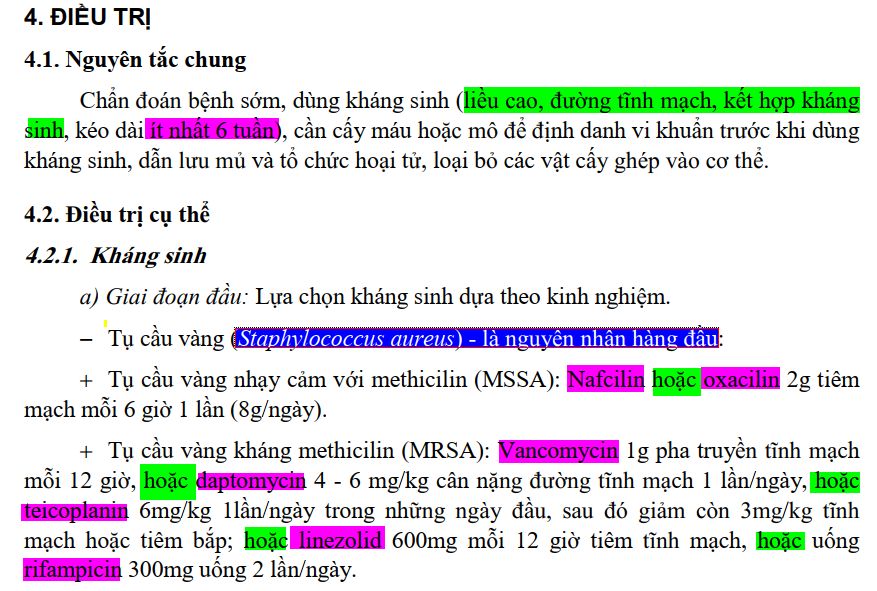 4. ĐIỀU TRỊ
4.1. Nguyên tắc chung
Chẩn đoán bệnh sớm, dùng kháng sinh (liều cao, đường tĩnh mạch, kết hợp kháng
sinh, kéo dài ít nhất 6 tuần), cần cấy máu hoặc mô để định danh vi khuẩn trước khi dùng
kháng sinh, dẫn lưu mủ và tổ chức hoại tử, loại bỏ các vật cấy ghép vào cơ thể.
4.2. Điều trị cụ thể
4.2.1. Kháng sinh
a) Giai đoạn đầu: Lựa chọn kháng sinh dựa theo kinh nghiệm.
− Tụ cầu vàng (Staphylococcus aureus) - là nguyên nhân hàng đầu:
+ Tụ cầu vàng nhạy cảm với methicilin (MSSA): Nafcilin hoặc oxacilin 2g tiêm
mạch mỗi 6 giờ 1 lần (8g/ngày).
+ Tụ cầu vàng kháng methicilin (MRSA): Vancomycin 1g pha truyền tĩnh mạch
mỗi 12 giờ, hoặc daptomycin 4 - 6 mg/kg cân nặng đường tĩnh mạch 1 lần/ngày, hoặc
teicoplanin 6mg/kg 1lần/ngày trong những ngày đầu, sau đó giảm còn 3mg/kg tĩnh
mạch hoặc tiêm bắp; hoặc linezolid 600mg mỗi 12 giờ tiêm tĩnh mạch, hoặc uống
rifampicin 300mg uống 2 lần/ngày.